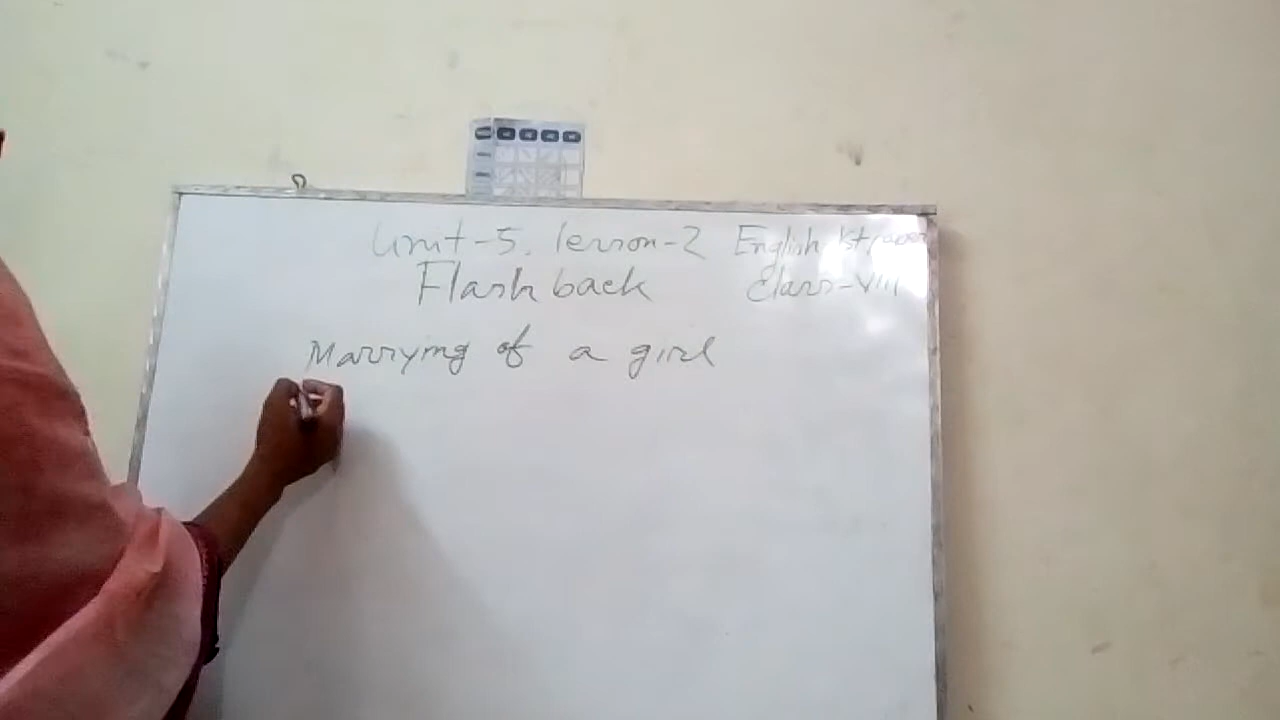 Unit-5. lesson-2 English 1st paper
Flash back Class-VIII
Marrying of a girl